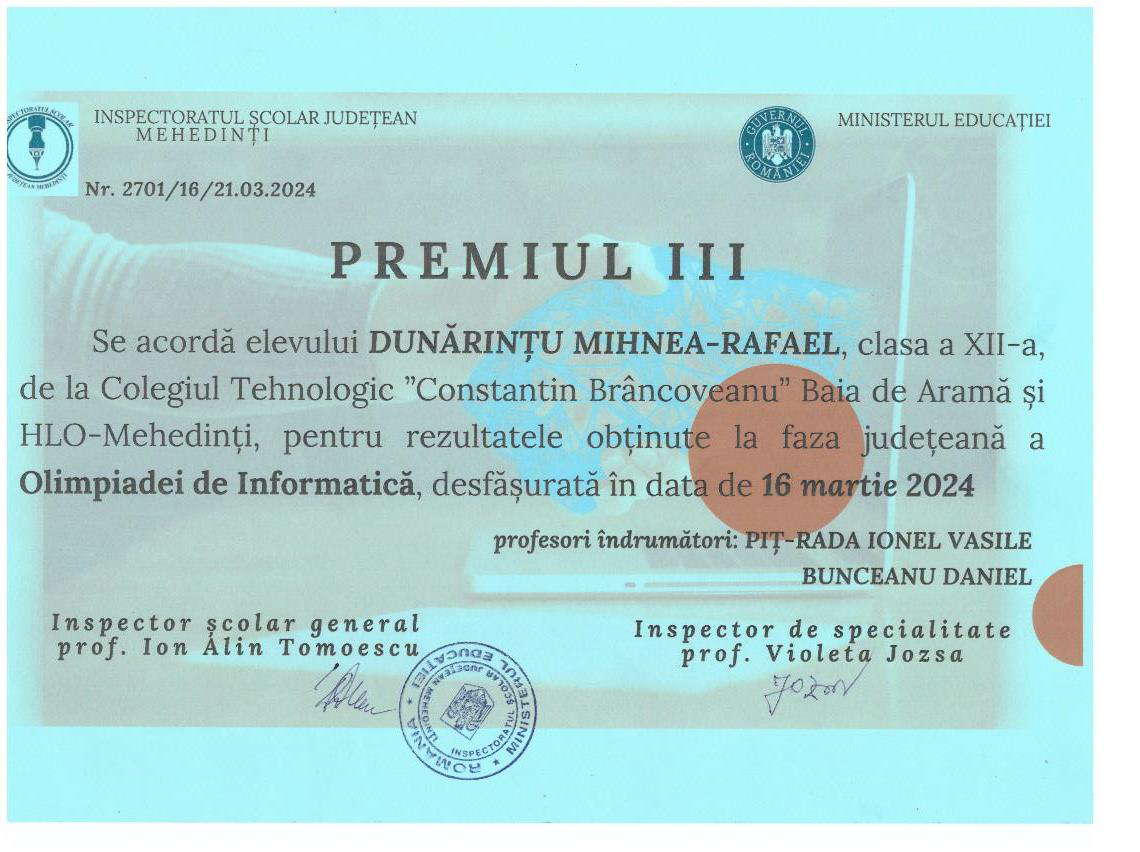 INSPECTORATUL ȘCOLAR JUDEȚEAN
MEHEDINȚI
GUVERNUL ROMÂNIEI
MINISTERUL EDUCAȚIEI
INSPECTORATUL ȘCOLAR
JUDEȚEAN MEHEDINȚI
Nr. 2701/16/21.03.2024
PREMIUL III
Se acordă elevului DUNĂRINȚU MIHNEA-RAFAEL, clasa a XII-a,
de la Colegiul Tehnologic ”Constantin Brâncoveanu” Baia de Aramă și
HLO-Mehedinți, pentru rezultatele obținute la faza județeană a
Olimpiadei de Informatică, desfășurată în data de 16 martie 2024
profesori îndrumători: PIȚ-RADA IONEL VASILE
BUNCEANU DANIEL
Inspector școlar general
prof. Ion Alin Tomoescu
Inspector de specialitate
prof. Violeta Jozsa
ROMANIA * MINISTERUL EDUCAȚIEI *
INSPECTORATUL ȘCOLAR JUDEȚEAN MEHEDINȚI